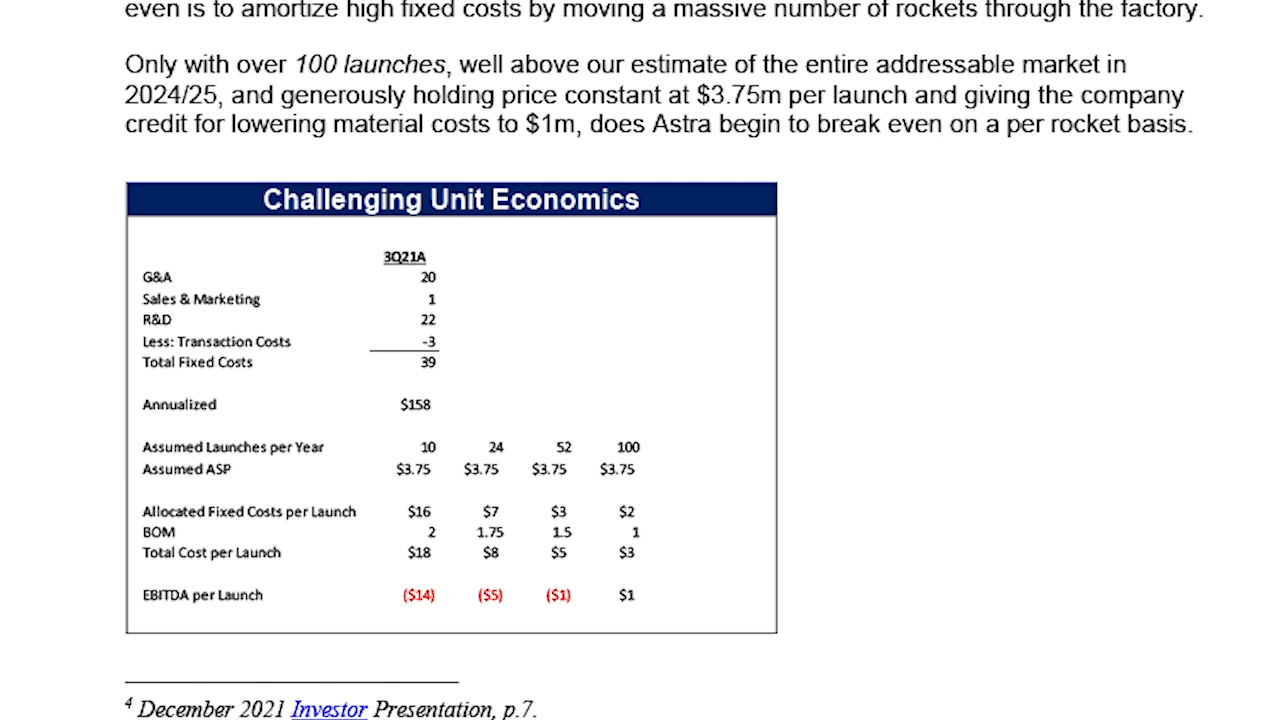 even is to amortize high fixed costs by moving a massive number of rockets through the factory.
Only with over 100 launches, well above our estimate of the entire addressable market in
2024/25, and generously holding price constant at $3.75m per launch and giving the company
credit for lowering material costs to $1m, does Astra begin to break even on a per rocket basis.
Challenging Unit Economics
3Q21A
G&A 20
Sales & Marketing 1
R&D 22
Less: Transaction Costs -3
Total Fixed Costs 39
Annualized $158
Assumed Launches per Year 10 24 52 100
Assumed ASP $3.75 $3.75 $3.75 $3.75
Allocated Fixed Costs per Launch $16 $7 $3 $2
BOM 2 1.75 1.5 1
Total Cost per Launch $18 $8 $5 $3
EBITDA per Launch ($14) ($5) ($1) $1
4 December 2021 Investor Presentation, p.7.